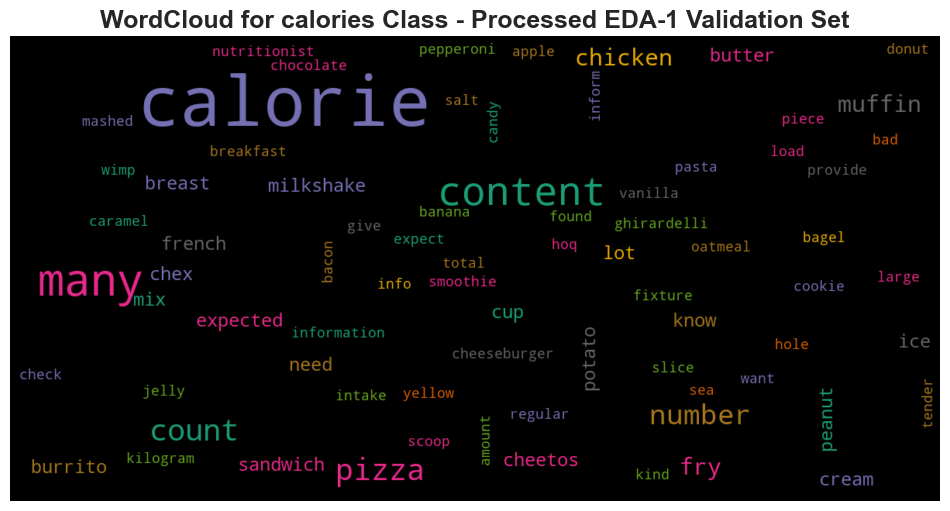 WordCloud for calories Class - Processed EDA-1 Validation Set
nutritionist
pepperoni
apple
chicken
butter
donut
chocolate
calorie
salt
candy
inform
muffin
mashed
piece
bad
breakfast
load
wimp
breast
milkshake
content
pasta
provide
vanilla
caramel
french
give
banana
found
ghirardelli
expect
hoq
lot
oatmeal
bagel
many
chex
mix
bacon
total
info
smoothie
fixture
cookie
large
expected
information
cup
know
need
cheeseburger
potato
hole
ice
slice
check
jelly
intake
yellow
want
sea
tender
count
scoop
regular
number
peanut
amount
burrito
kilogram
sandwich
pizza
cheetos
kind
fry
cream